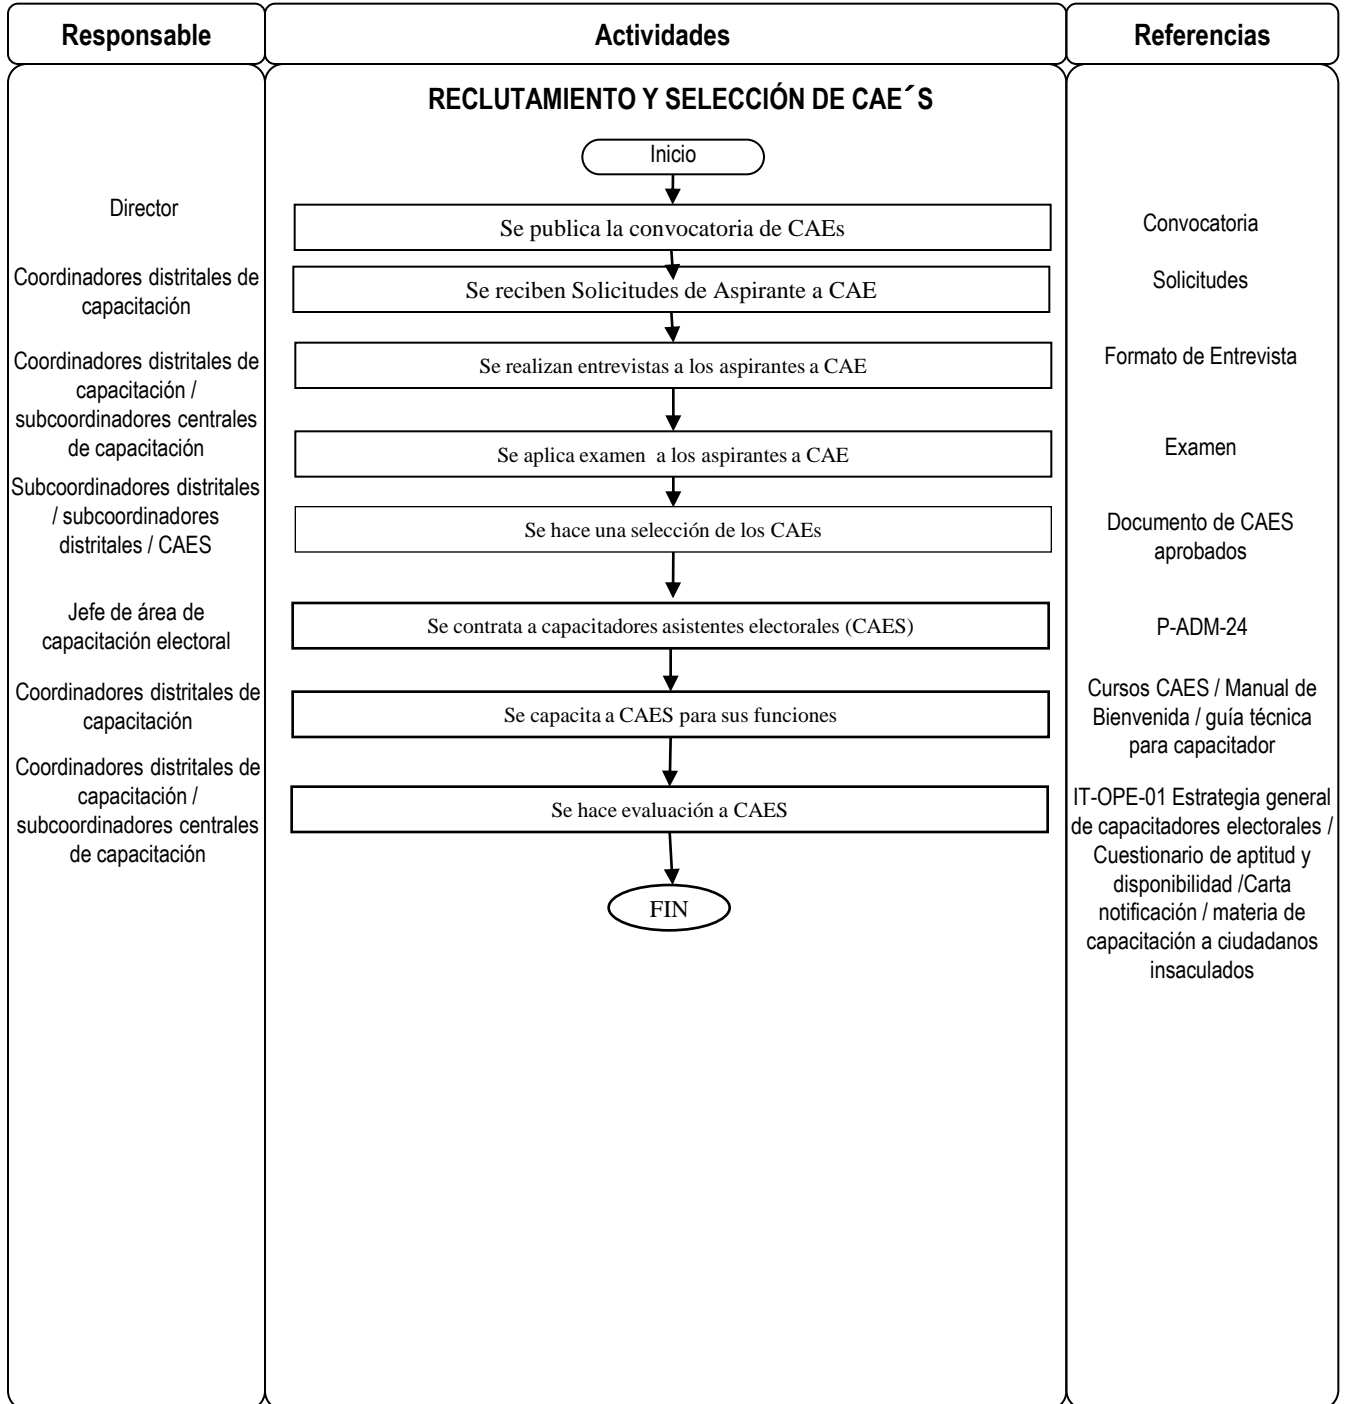 Responsable
Actividades
Referencias
RECLUTAMIENTO Y SELECCIÓN DE CAE´S
Inicio
Director
Se publica la convocatoria de CAEs
Convocatoria
Coordinadores distritales de
capacitación
Se reciben Solicitudes de Aspirante a CAE
Solicitudes
Coordinadores distritales de
capacitación /
subcoordinadores centrales
de capacitación
Se realizan entrevistas a los aspirantes a CAE
Formato de Entrevista
Se aplica examen  a los aspirantes a CAE
Examen
Subcoordinadores distritales
/ subcoordinadores
distritales / CAES
Se hace una selección de los CAEs
Documento de CAES
aprobados
Jefe de área de
capacitación electoral
Se contrata a capacitadores asistentes electorales (CAES)
P-ADM-24
Coordinadores distritales de
capacitación
Se capacita a CAES para sus funciones
Cursos CAES / Manual de
Bienvenida / guía técnica
para capacitador
Coordinadores distritales de
capacitación /
subcoordinadores centrales
de capacitación
Se hace evaluación a CAES
IT-OPE-01 Estrategia general
de capacitadores electorales /
Cuestionario de aptitud y
disponibilidad /Carta
notificación / materia de
capacitación a ciudadanos
insaculados
FIN